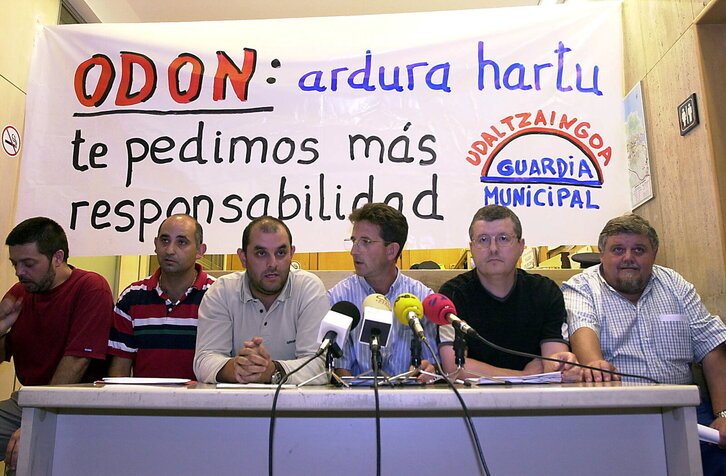 ODON: ardura hartu
te pedimos más
responsabilidad
UDALTZAINGOA
GUARDIA
MUNICIPAL